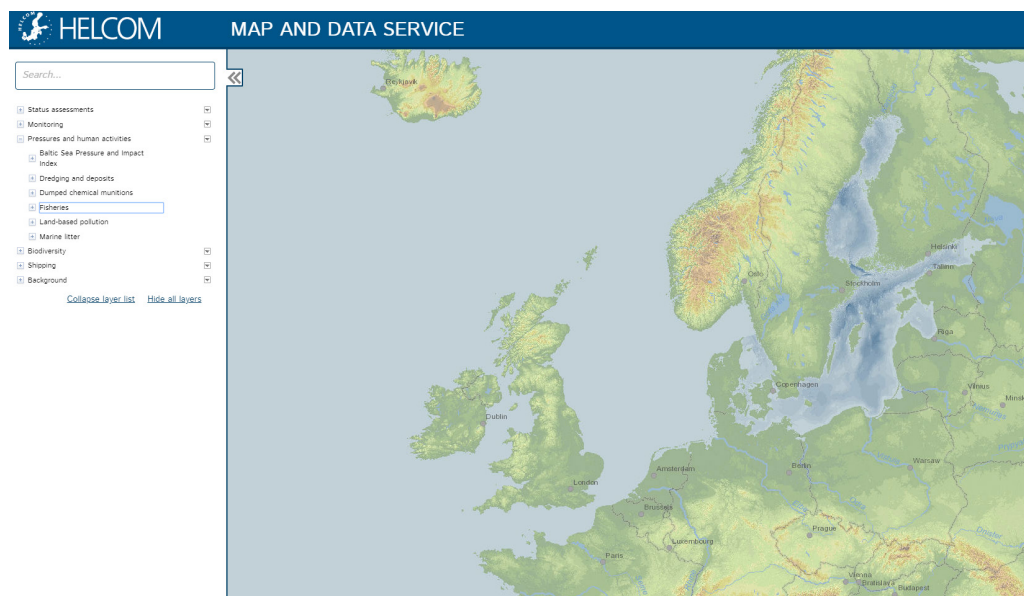 HELCOM
MAP AND DATA SERVICE
Search...
Status assessments
Monitoring
Pressures and human activities
Baltic Sea Pressure and Impact
Index
Dredging and deposits
Dumped chemical munitions
Fisheries
Land-based pollution
Marine litter
Biodiversity
Shipping
Background
Collapse layer list Hide all layers
Reykjavik
Helsinki
Oslo
Tallinn
Stockholm
Riga
Copenhagen
Vilnius
Minsk
Dublin
Warsaw
Amsterdam
Berlin
London
Brussels
Prague
Luxembourg
Paris
Dniester
Vienna
Bratislava
Budapest